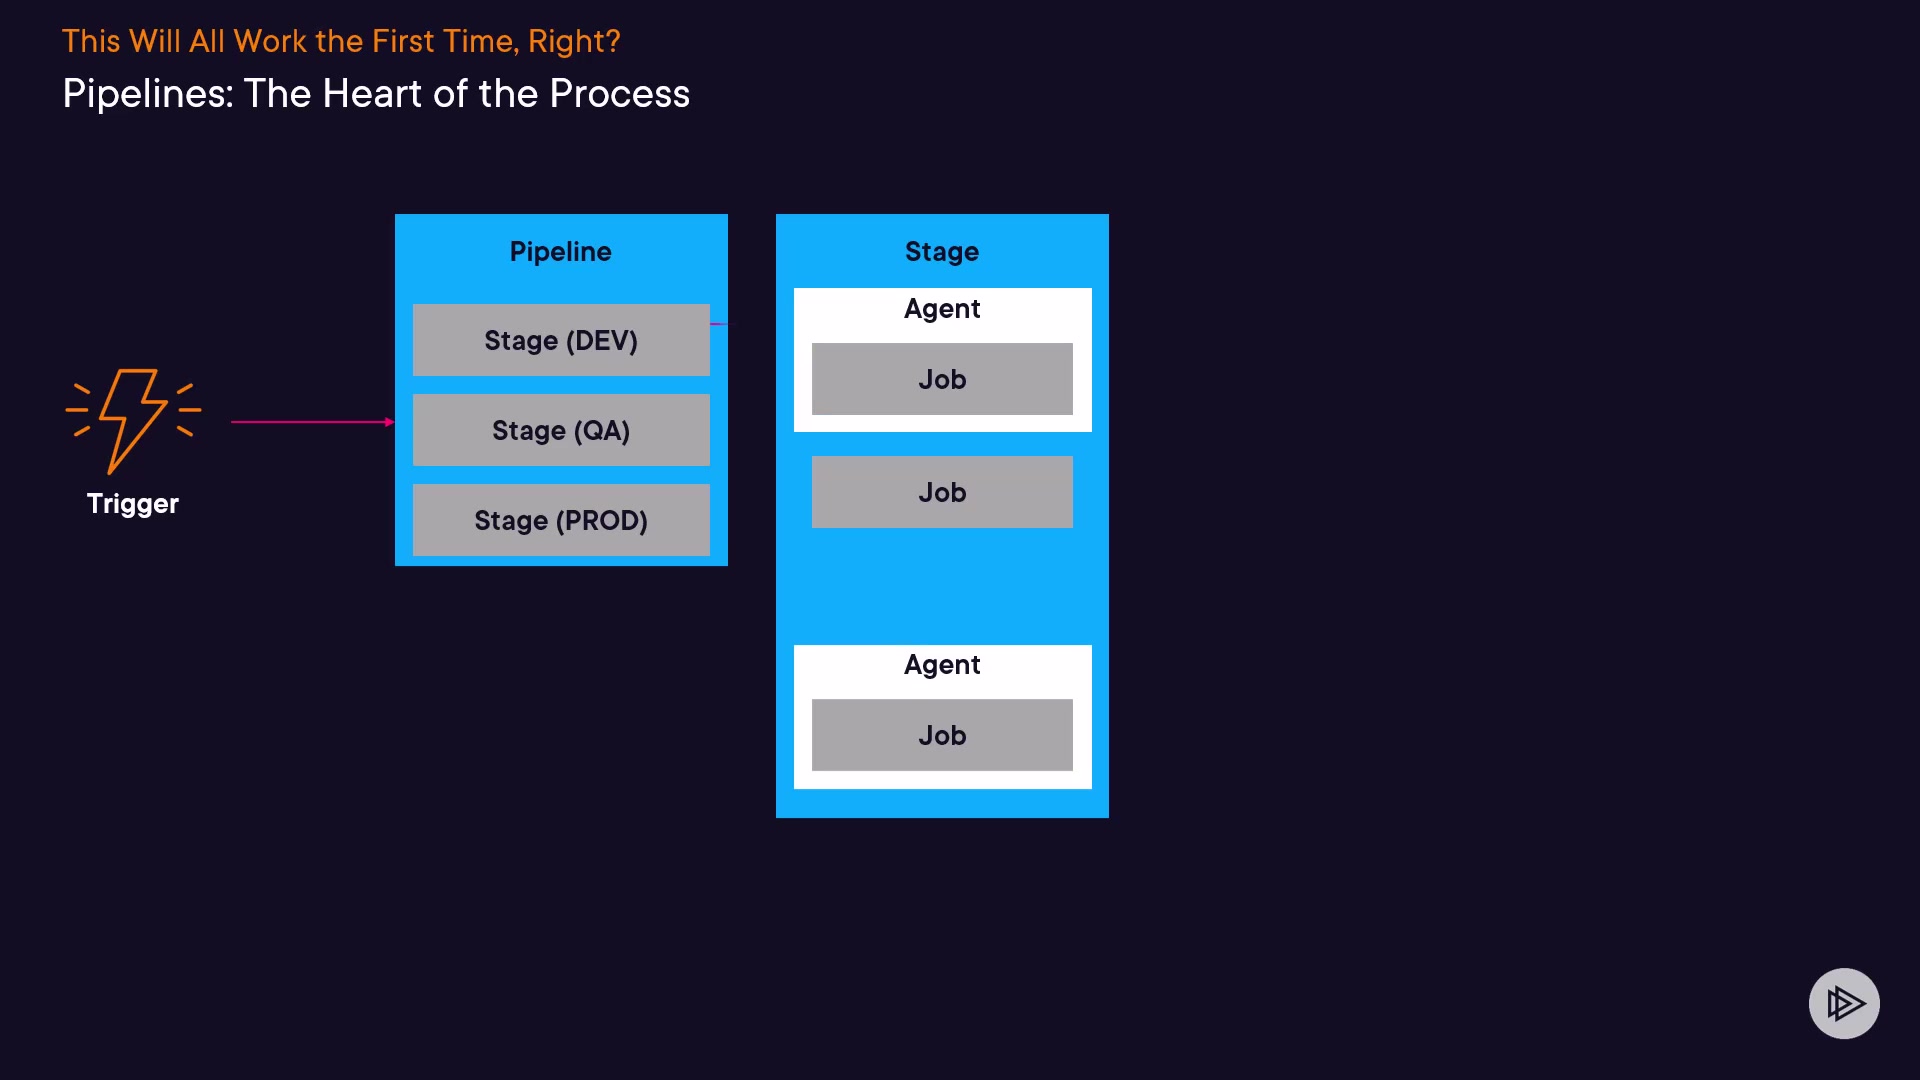 This Will All Work the First Time, Right?
Pipelines: The Heart of the Process
Trigger
Pipeline
Stage (DEV)
Stage (QA)
Stage (PROD)
Stage
Agent
Job
Job
Agent
Job